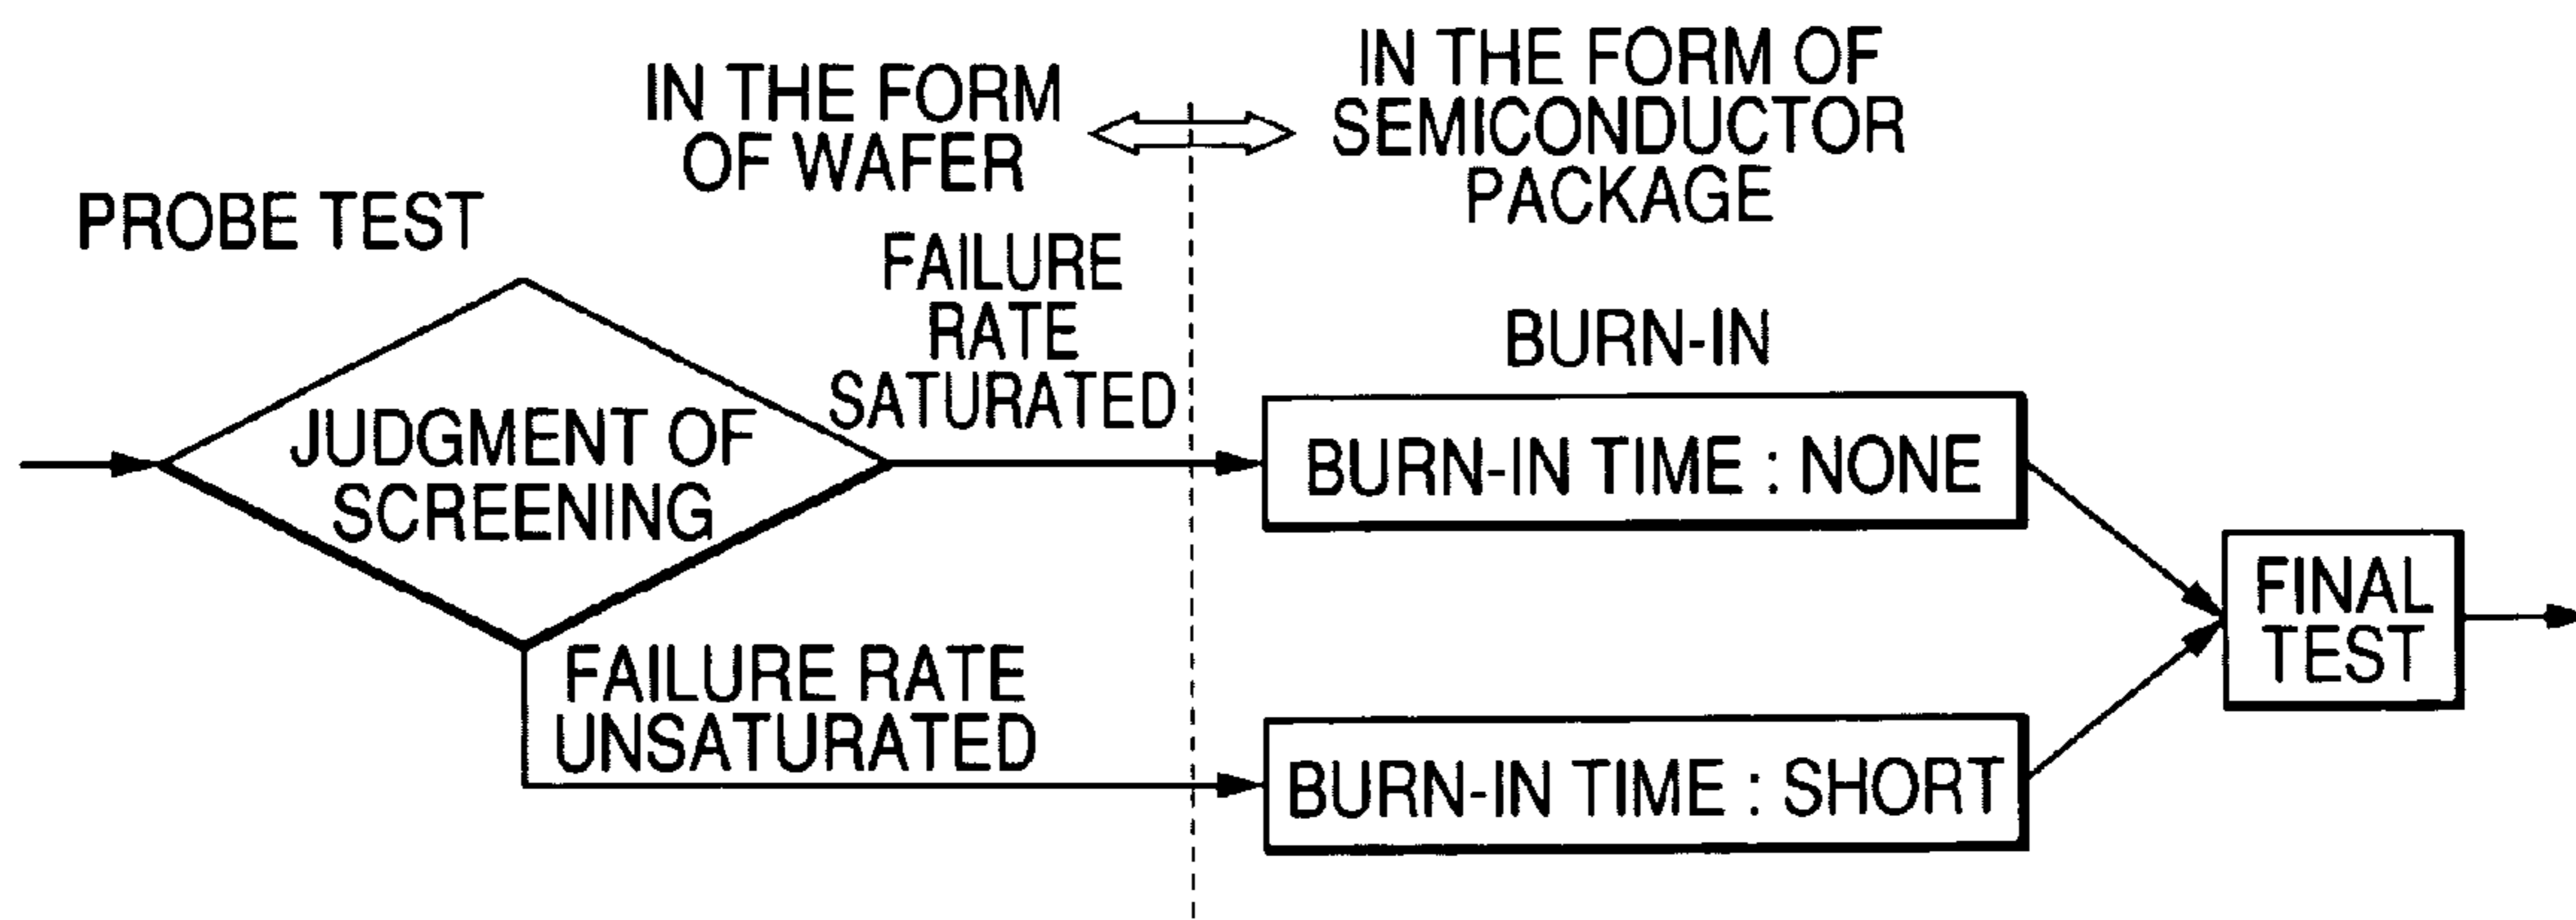 IN THE FORM
OF WAFER
IN THE FORM OF
SEMICONDUCTOR
PACKAGE
PROBE TEST
JUDGMENT OF
SCREENING
FAILURE
RATE
SATURATED
FAILURE RATE
UNSATURATED
BURN-IN
BURN-IN TIME : NONE
BURN-IN TIME : SHORT
FINAL
TEST